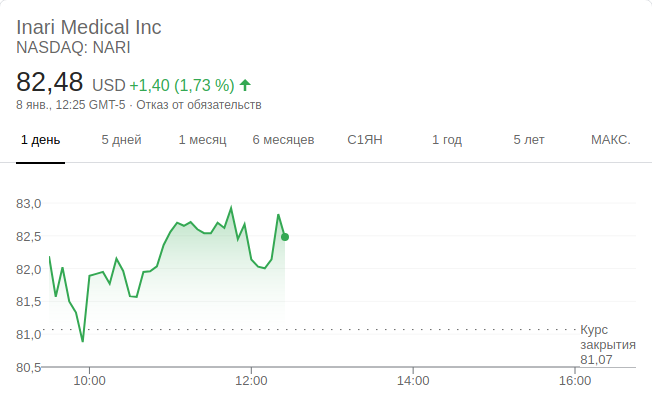 Inari Medical Inc
NASDAQ: NARI
82,48 USD +1,40 (1,73 %)
8 янв., 12:25 GMT-5 · Отказ от обязательств
1 день 5 дней 1 месяц 6 месяцев С1ЯН 1 год 5 лет МАКС.
83,0
82,5
82,0
81,5
81,0
80,5
Курс
закрытия
81,07
10:00 12:00 14:00 16:00